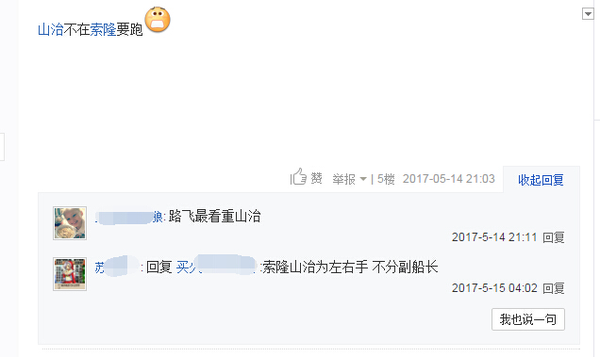 山治不在索隆要跑
赞 举报 | 5楼 2017-05-14 21:03 收起回复
狼: 路飞最看重山治
2017-5-14 21:11 回复
苏 : 回复 买 :索隆山治为左右手 不分副船长
2017-5-15 04:02 回复
我也说一句